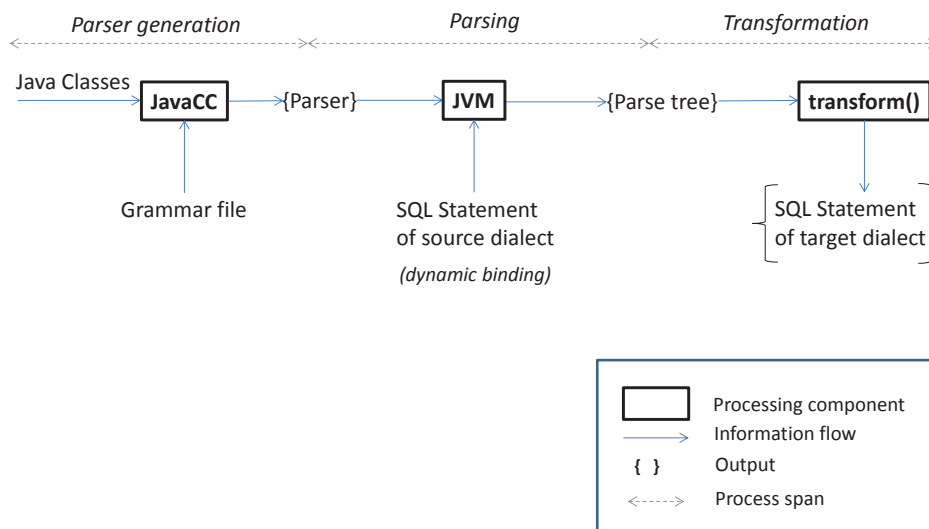 Parser generation
Parsing
Transformation
Java Classes
JavaCC
{Parser}
JVM
{Parse tree}
transform()
Grammar file
SQL Statement
of source dialect
(dynamic binding)
SQL Statement
of target dialect
Processing component
Information flow
{ } Output
Process span